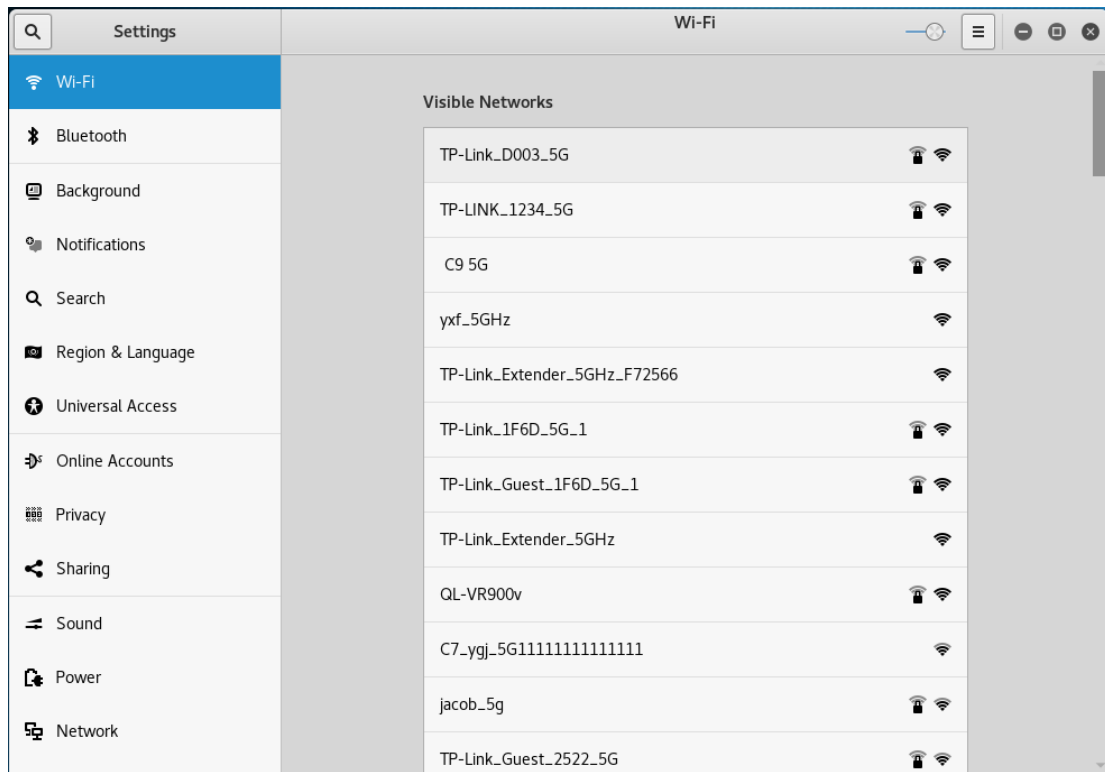 Settings
Wi-Fi
Wi-Fi
Bluetooth
Background
Notifications
Search
Region & Language
Universal Access
Online Accounts
Privacy
Sharing
Sound
Power
Network
Visible Networks
TP-Link_D003_5G
TP-LINK_1234_5G
C9 5G
yxf_5GHz
TP-Link_Extender_5GHz_F72566
TP-Link_1F6D_5G_1
TP-Link_Guest_1F6D_5G_1
TP-Link_Extender_5GHz
QL-VR900v
C7_ygj_5G11111111111111
jacob_5g
TP-Link_Guest_2522_5G